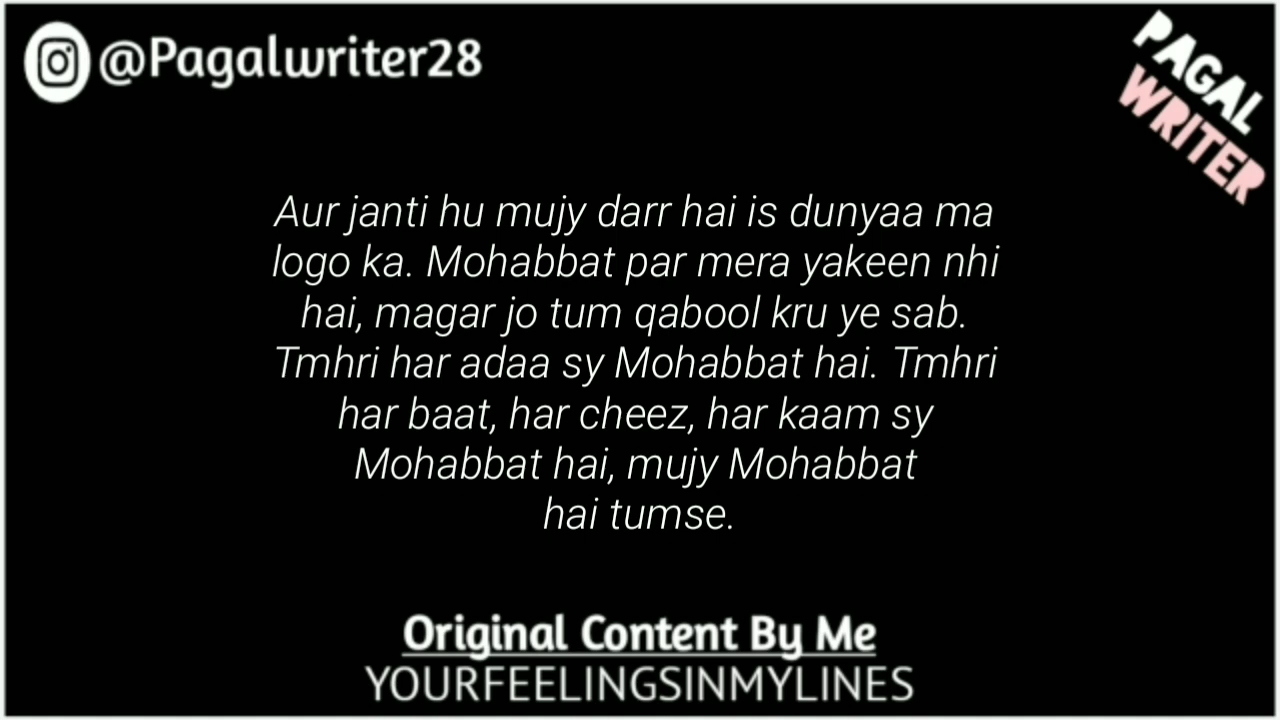 @Pagalwriter28
PAGAL
WRITER
Aur janti hu mujy darr hai is dunyaa ma
logo ka. Mohabbat par mera yakeen nhi
hai, magar jo tum qabool kru ye sab.
Tmhri har adaa sy Mohabbat hai. Tmhri
har baat, har cheez, har kaam sy
Mohabbat hai, mujy Mohabbat
hai tumse.
Original Content By Me
YOURFEELINGSINMYLINES